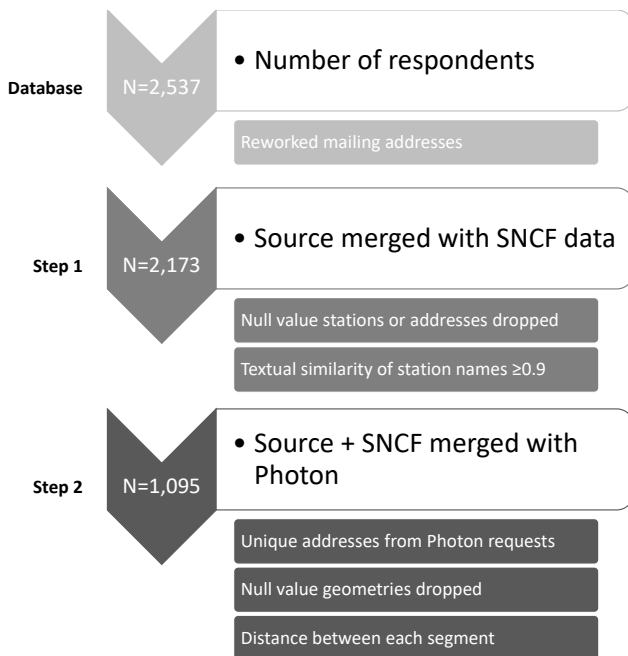 Database
N=2,537
• Number of respondents
Reworked mailing addresses
Step 1
N=2,173
• Source merged with SNCF data
Null value stations or addresses dropped
Textual similarity of station names ≥0.9
Step 2
N=1,095
• Source + SNCF merged with
Photon
Unique addresses from Photon requests
Null value geometries dropped
Distance between each segment